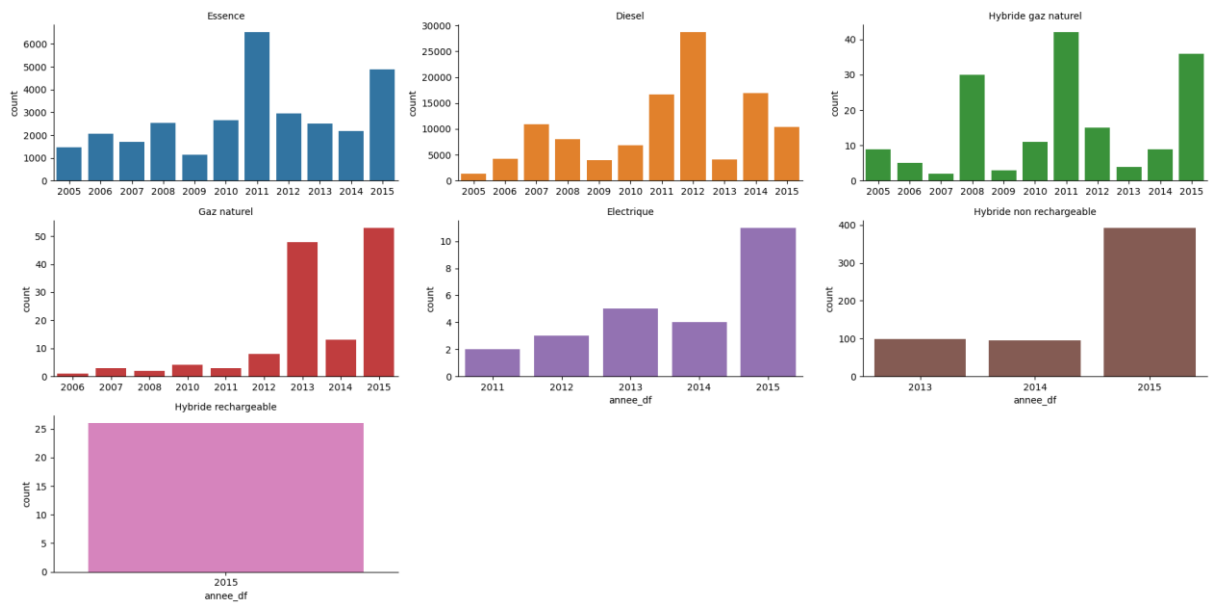 Essence
count
6000
5000
4000
3000
2000
1000
0
2005 2006 2007 2008 2009 2010 2011 2012 2013 2014 2015
Diesel
count
30000
25000
20000
15000
10000
5000
0
2005 2006 2007 2008 2009 2010 2011 2012 2013 2014 2015
Hybride gaz naturel
count
40
30
20
10
0
2005 2006 2007 2008 2009 2010 2011 2012 2013 2014 2015
Gaz naturel
count
50
40
30
20
10
0
2006 2007 2008 2010 2011 2012 2013 2014 2015
Electrique
count
10
8
6
4
2
0
2011 2012 2013 2014 2015
annee_df
Hybride non rechargeable
count
400
300
200
100
0
2013 2014 2015
annee_df
Hybride rechargeable
count
25
20
15
10
5
0
2015
annee_df